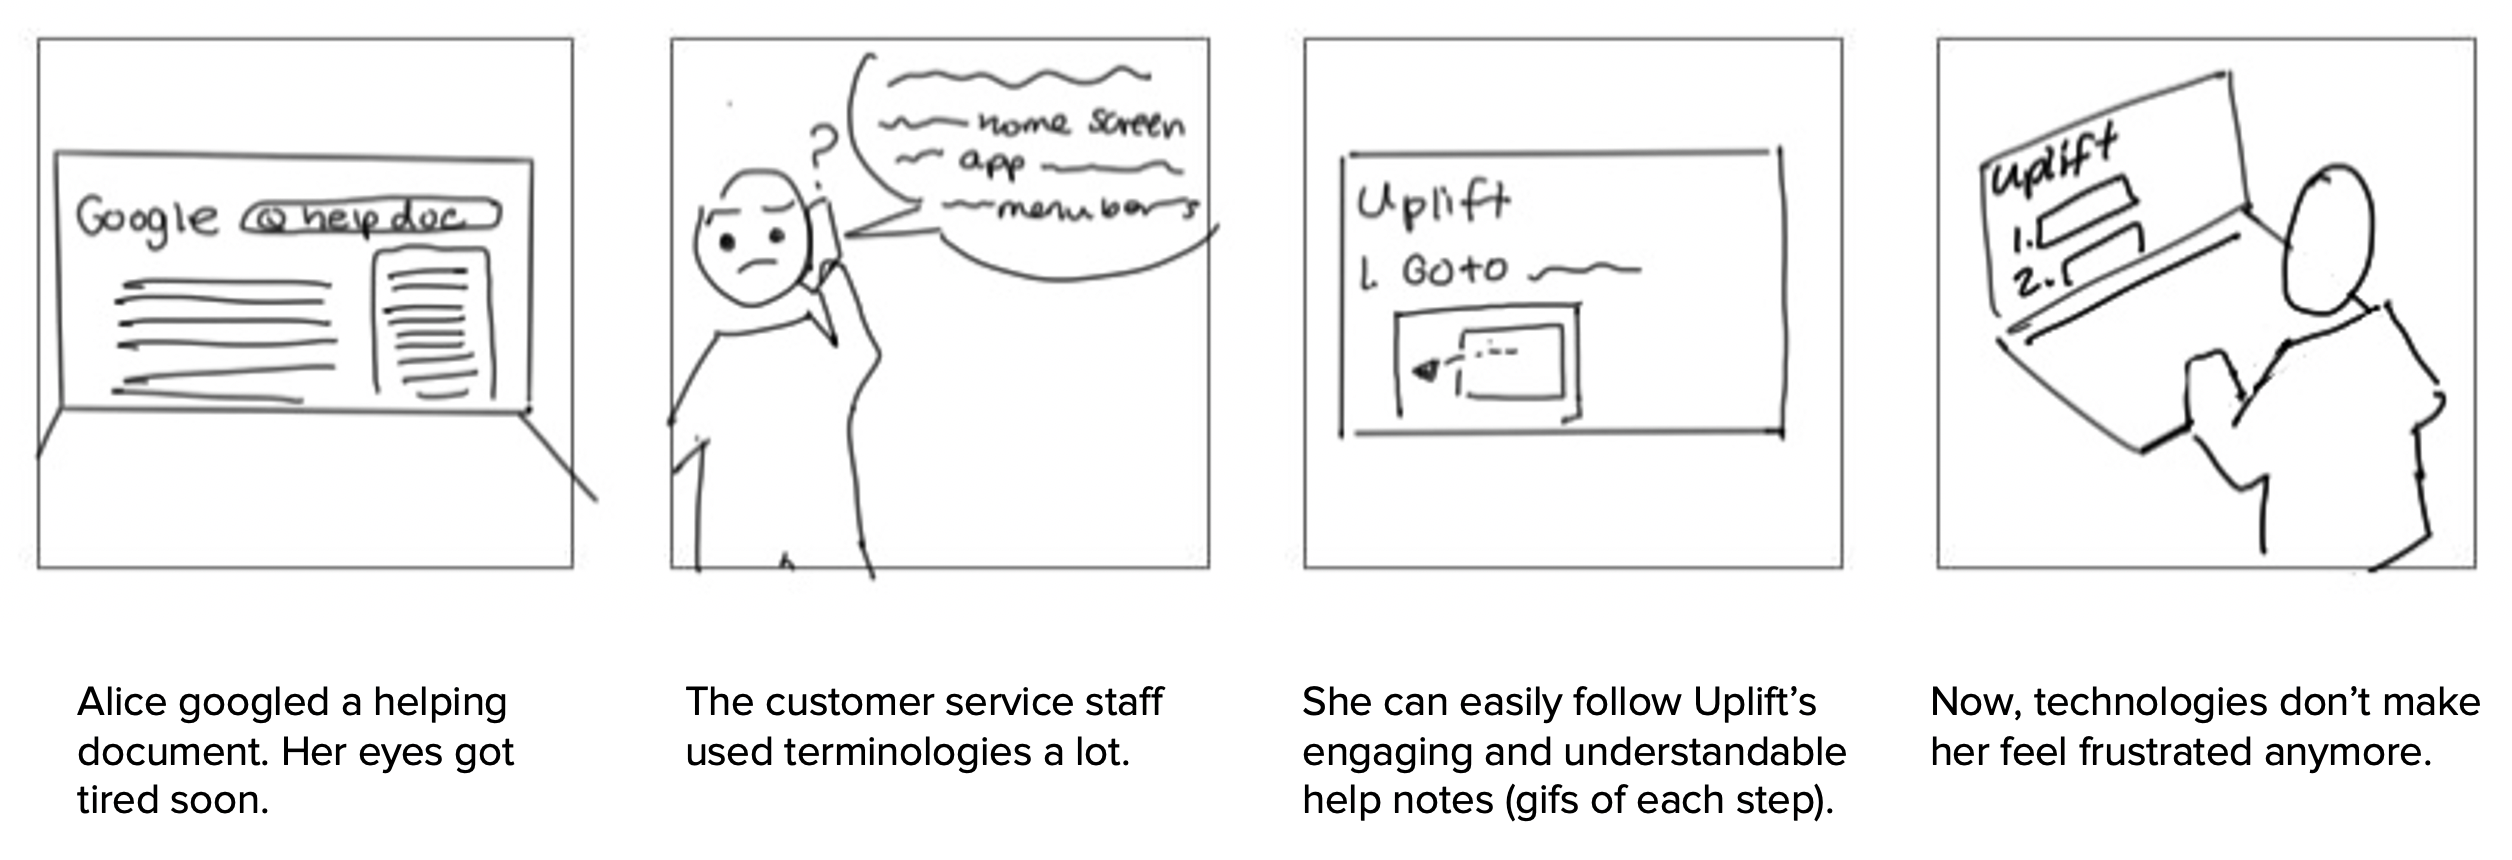 Google @ help doc
?
home screen
app
menu bars
Uplift
1. Go to
Uplift
1.
2.
Alice googled a helping
document. Her eyes got
tired soon.
The customer service staff
used terminologies a lot.
She can easily follow Uplift’s
engaging and understandable
help notes (gifs of each step).
Now, technologies don’t make
her feel frustrated anymore.